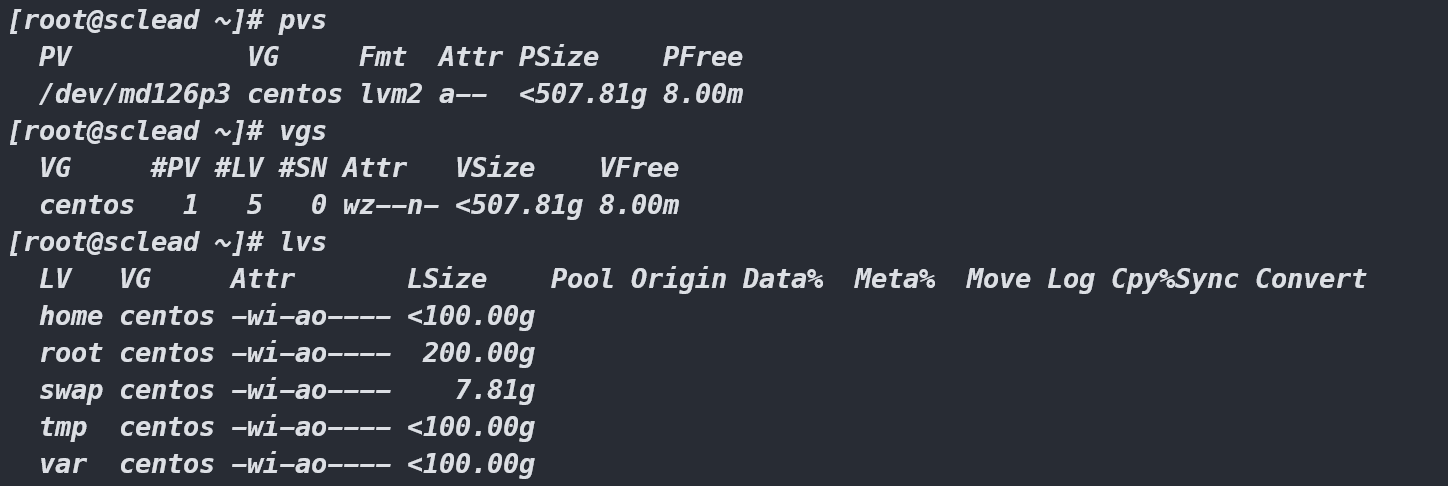 [root@sclead ~]# pvs
  PV           VG     Fmt  Attr PSize    PFree
  /dev/md126p3 centos lvm2 a--  <507.81g 8.00m
[root@sclead ~]# vgs
  VG     #PV #LV #SN Attr   VSize    VFree
  centos   1   5   0 wz--n- <507.81g 8.00m
[root@sclead ~]# lvs
  LV   VG     Attr       LSize    Pool Origin Data%  Meta%  Move Log Cpy%Sync Convert
  home centos -wi-ao---- <100.00g
  root centos -wi-ao----  200.00g
  swap centos -wi-ao----    7.81g
  tmp  centos -wi-ao---- <100.00g
  var  centos -wi-ao---- <100.00g